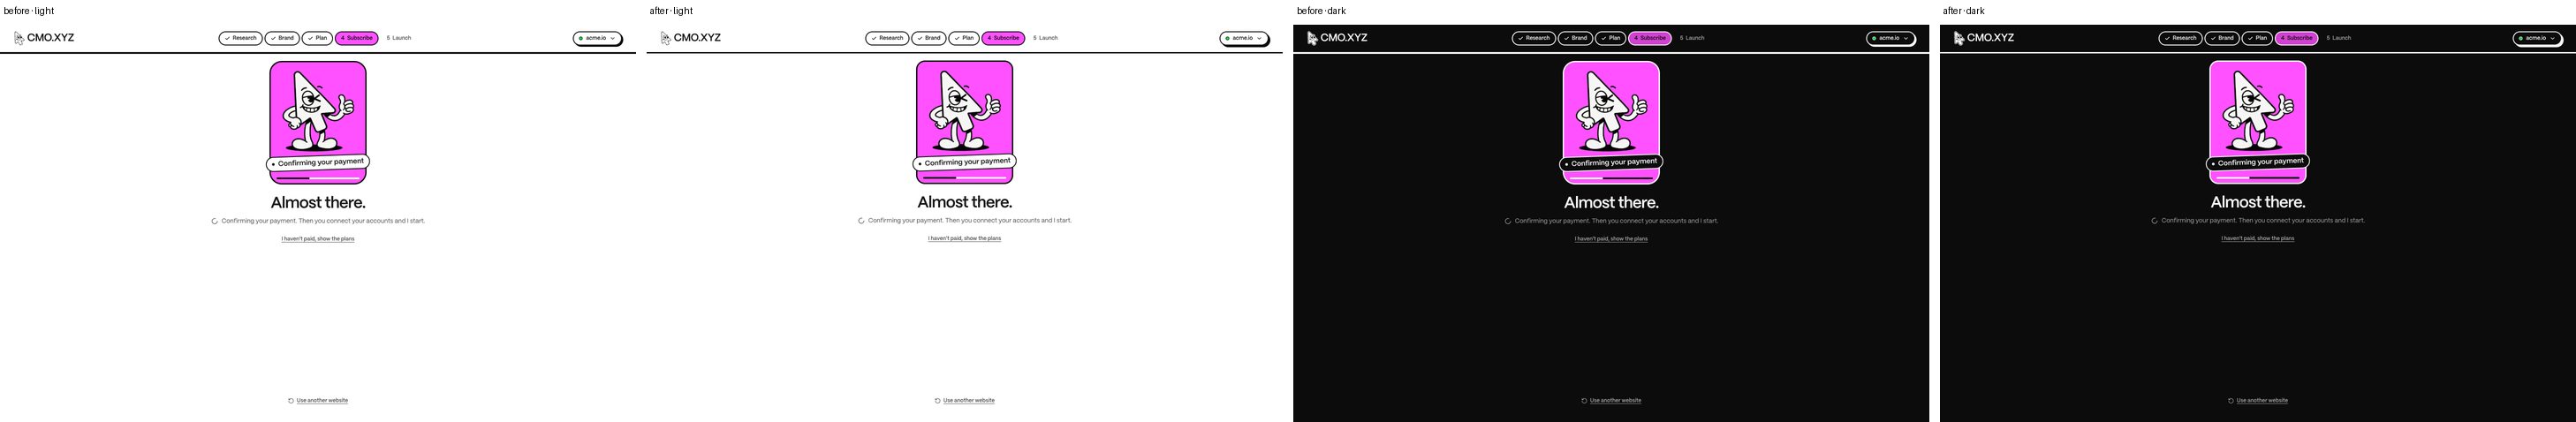 before·light
CMO.XYZ
Research Brand Plan 4 Subscribe 5 Launch
acme.io
Confirming your payment
Almost there.
Confirming your payment. Then you connect your accounts and I start.
I haven't paid, show the plans
Use another website
after·light
CMO.XYZ
Research Brand Plan 4 Subscribe 5 Launch
acme.io
Confirming your payment
Almost there.
Confirming your payment. Then you connect your accounts and I start.
I haven't paid, show the plans
Use another website
before·dark
CMO.XYZ
Research Brand Plan 4 Subscribe 5 Launch
acme.io
Confirming your payment
Almost there.
Confirming your payment. Then you connect your accounts and I start.
I haven't paid, show the plans
Use another website
after·dark
CMO.XYZ
Research Brand Plan 4 Subscribe 5 Launch
acme.io
Confirming your payment
Almost there.
Confirming your payment. Then you connect your accounts and I start.
I haven't paid, show the plans
Use another website